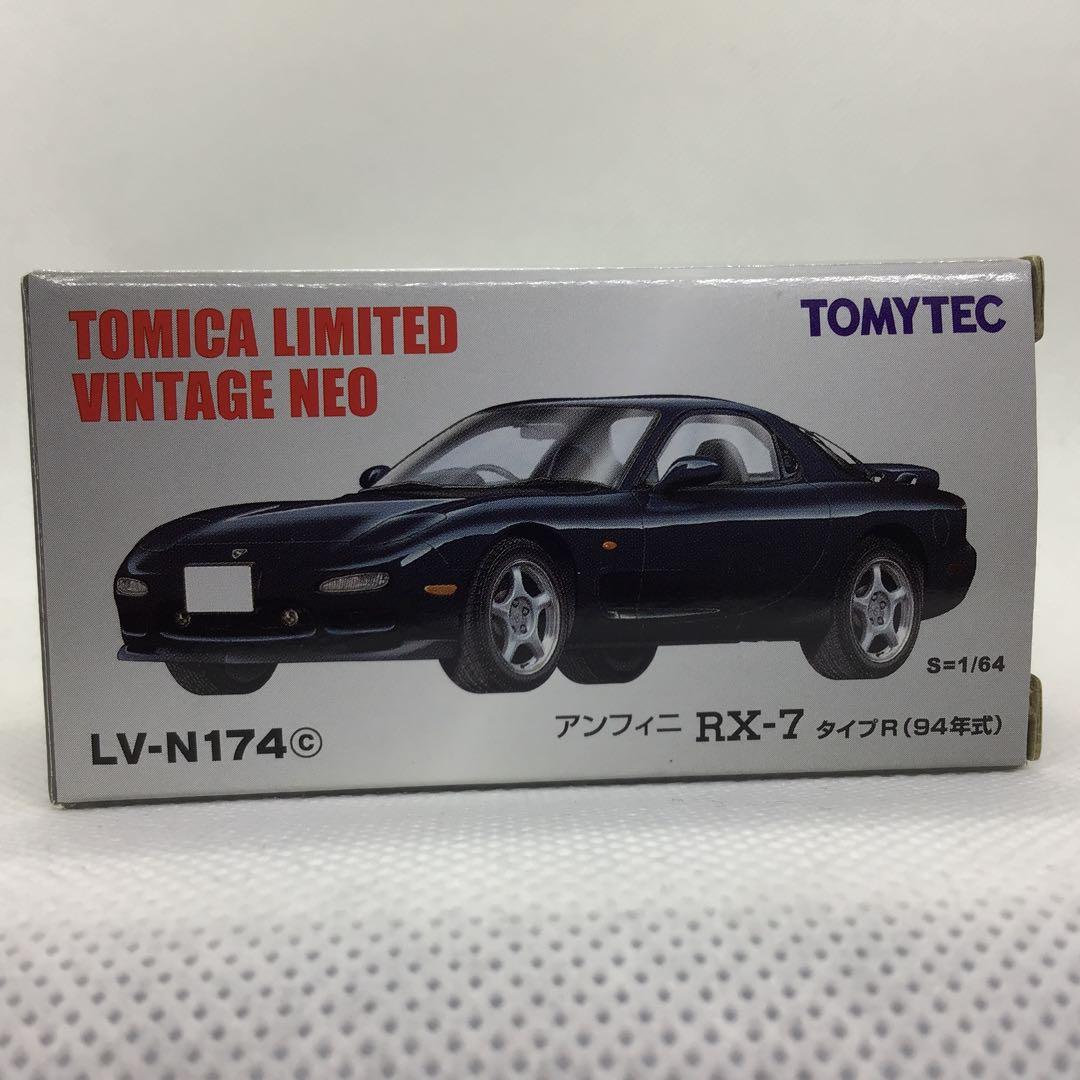 TOMICA LIMITED
VINTAGE NEO
TOMYTEC
S=1/64
LV-N174ⓒ
アンフィニ RX-7 タイプR(94年式)